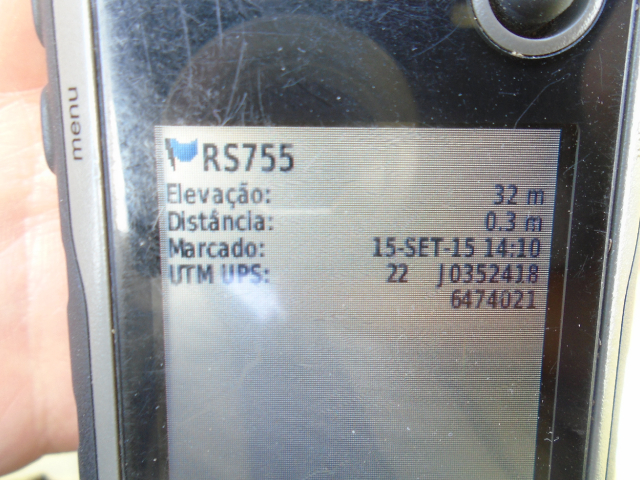 menu
RS755
Elevação: 32 m
Distância: 0.3 m
Marcado: 15-SET-15 14:10
UTM UPS: 22 J0352418
6474021